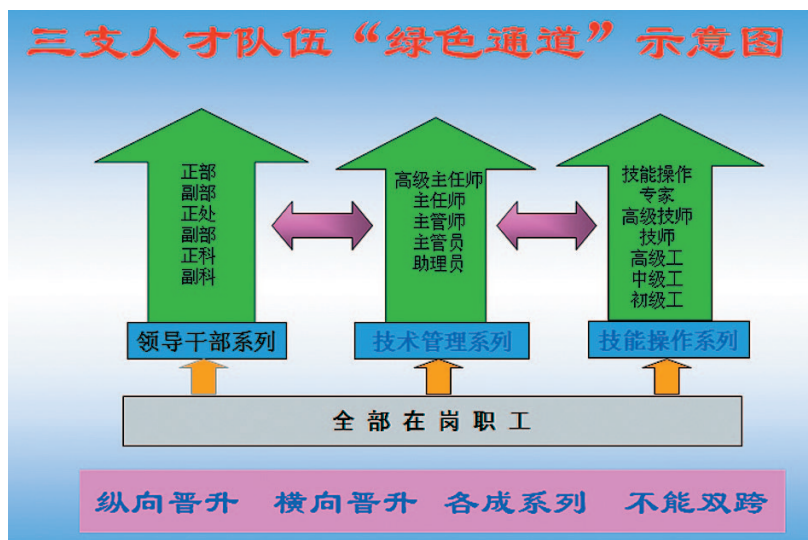 三支人才队伍“绿色通道”示意图
正部
副部
正处
副部
正科
副科
高级主任师
主任师
主管师
主管员
助理员
技能操作
专家
高级技师
技师
高级工
中级工
初级工
领导干部系列
技术管理系列
技能操作系列
全部在岗职工
纵向晋升 横向晋升 各成系列 不能双跨